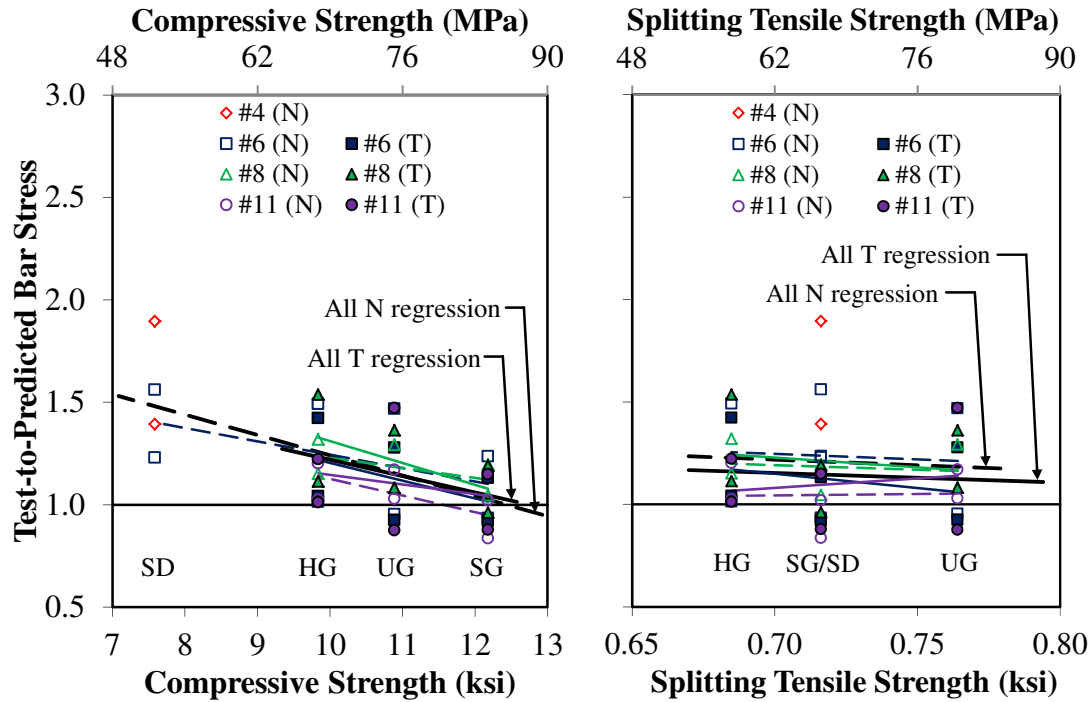 Compressive Strength (MPa)
48 62 76 90
Test-to-Predicted Bar Stress
3.0
2.5
2.0
1.5
1.0
0.5
#4 (N)
#6 (N) #6 (T)
#8 (N) #8 (T)
#11 (N) #11 (T)
All N regression
All T regression
SD HG UG SG
7 8 9 10 11 12 13
Compressive Strength (ksi)
Splitting Tensile Strength (MPa)
48 62 76 90
#4 (N)
#6 (N) #6 (T)
#8 (N) #8 (T)
#11 (N) #11 (T)
All T regression
All N regression
HG SG/SD UG
0.65 0.70 0.75 0.80
Splitting Tensile Strength (ksi)